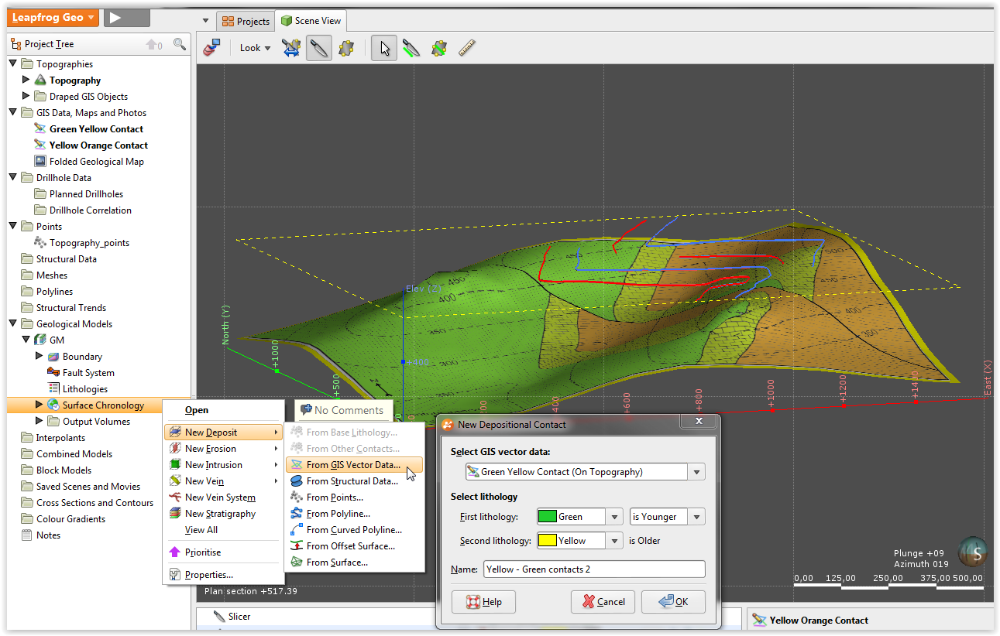 Leapfrog Geo
Projects
Scene View
Project Tree
0
Look
Topographies
Topography
Draped GIS Objects
GIS Data, Maps and Photos
Green Yellow Contact
Yellow Orange Contact
Folded Geological Map
Drillhole Data
Planned Drillholes
Drillhole Correlation
Points
Topography_points
Structural Data
Meshes
Polylines
Structural Trends
Geological Models
GM
Boundary
Fault System
Lithologies
Surface Chronology
Output Volumes
Interpolants
Combined Models
Block Models
Saved Scenes and Movies
Cross Sections and Contours
Colour Gradients
Notes
Open
New Deposit
New Erosion
New Intrusion
New Vein
New Vein System
New Stratigraphy
View All
Prioritise
Properties...
No Comments
From Base Lithology...
From Other Contacts...
From GIS Vector Data...
From Structural Data...
From Points...
From Polyline...
From Curved Polyline...
From Offset Surface...
From Surface...
New Depositional Contact
X
Select GIS vector data:
Green Yellow Contact (On Topography)
Select lithology
First lithology: Green is Younger
Second lithology: Yellow is Older
Name: Yellow - Green contacts 2
Help Cancel OK
Elev (Z)
+400
North (Y)
+1000
+500
East (X)
200
400
+600
+800
+1000
+1200
+1400
450
450
400
350
300
500
450
400
350
N
S
Plunge +09
Azimuth 019
0,00 125,00 250,00 375,00 500,00
Plan section +517.39
Slicer
Yellow Orange Contact